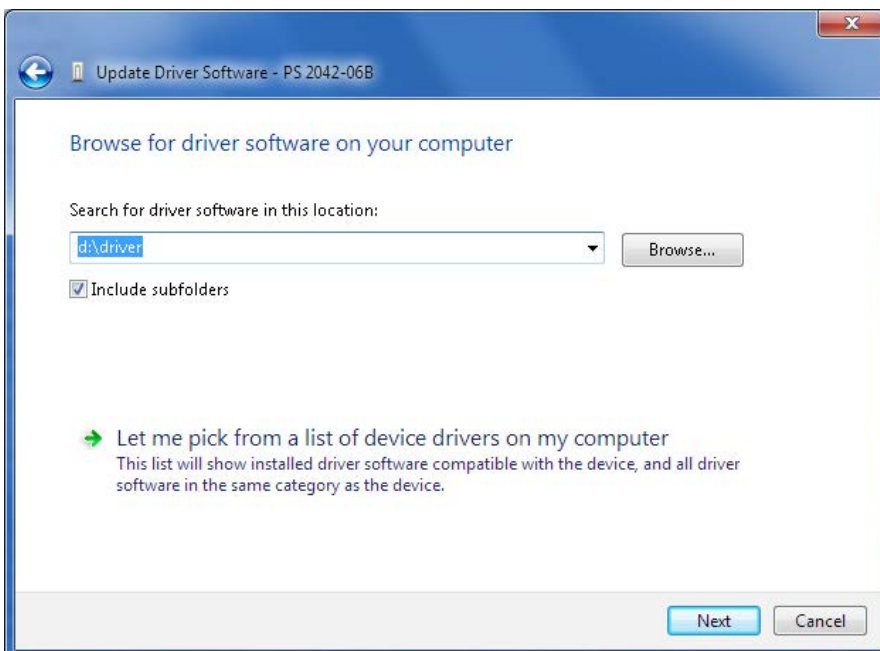 Update Driver Software - PS 2042-06B
Browse for driver software on your computer
Search for driver software in this location:
d:\driver
Browse...
Include subfolders
Let me pick from a list of device drivers on my computer
This list will show installed driver software compatible with the device, and all driver
software in the same category as the device.
Next
Cancel